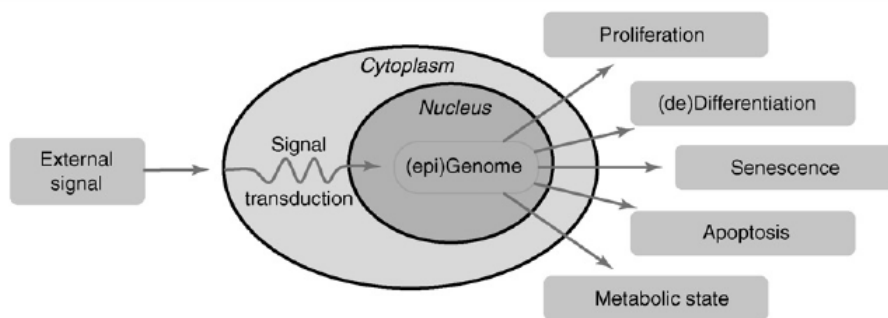 Proliferation
Cytoplasm
(de)Differentiation
Nucleus
External
signal
Signal
transduction
(epi)Genome
Senescence
Apoptosis
Metabolic state